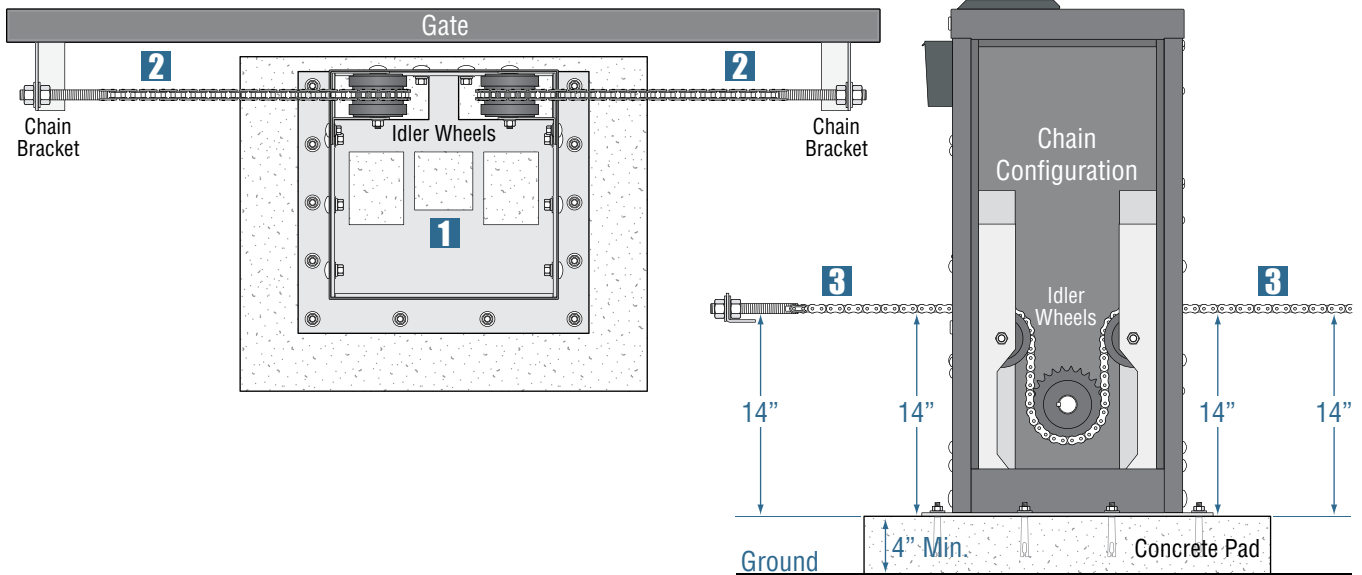 Gate
2
2
Chain
Bracket
Idler Wheels
Chain
Bracket
1
Chain
Configuration
3
Idler
Wheels
3
14”
14”
14”
14”
Ground
4” Min.
Concrete Pad